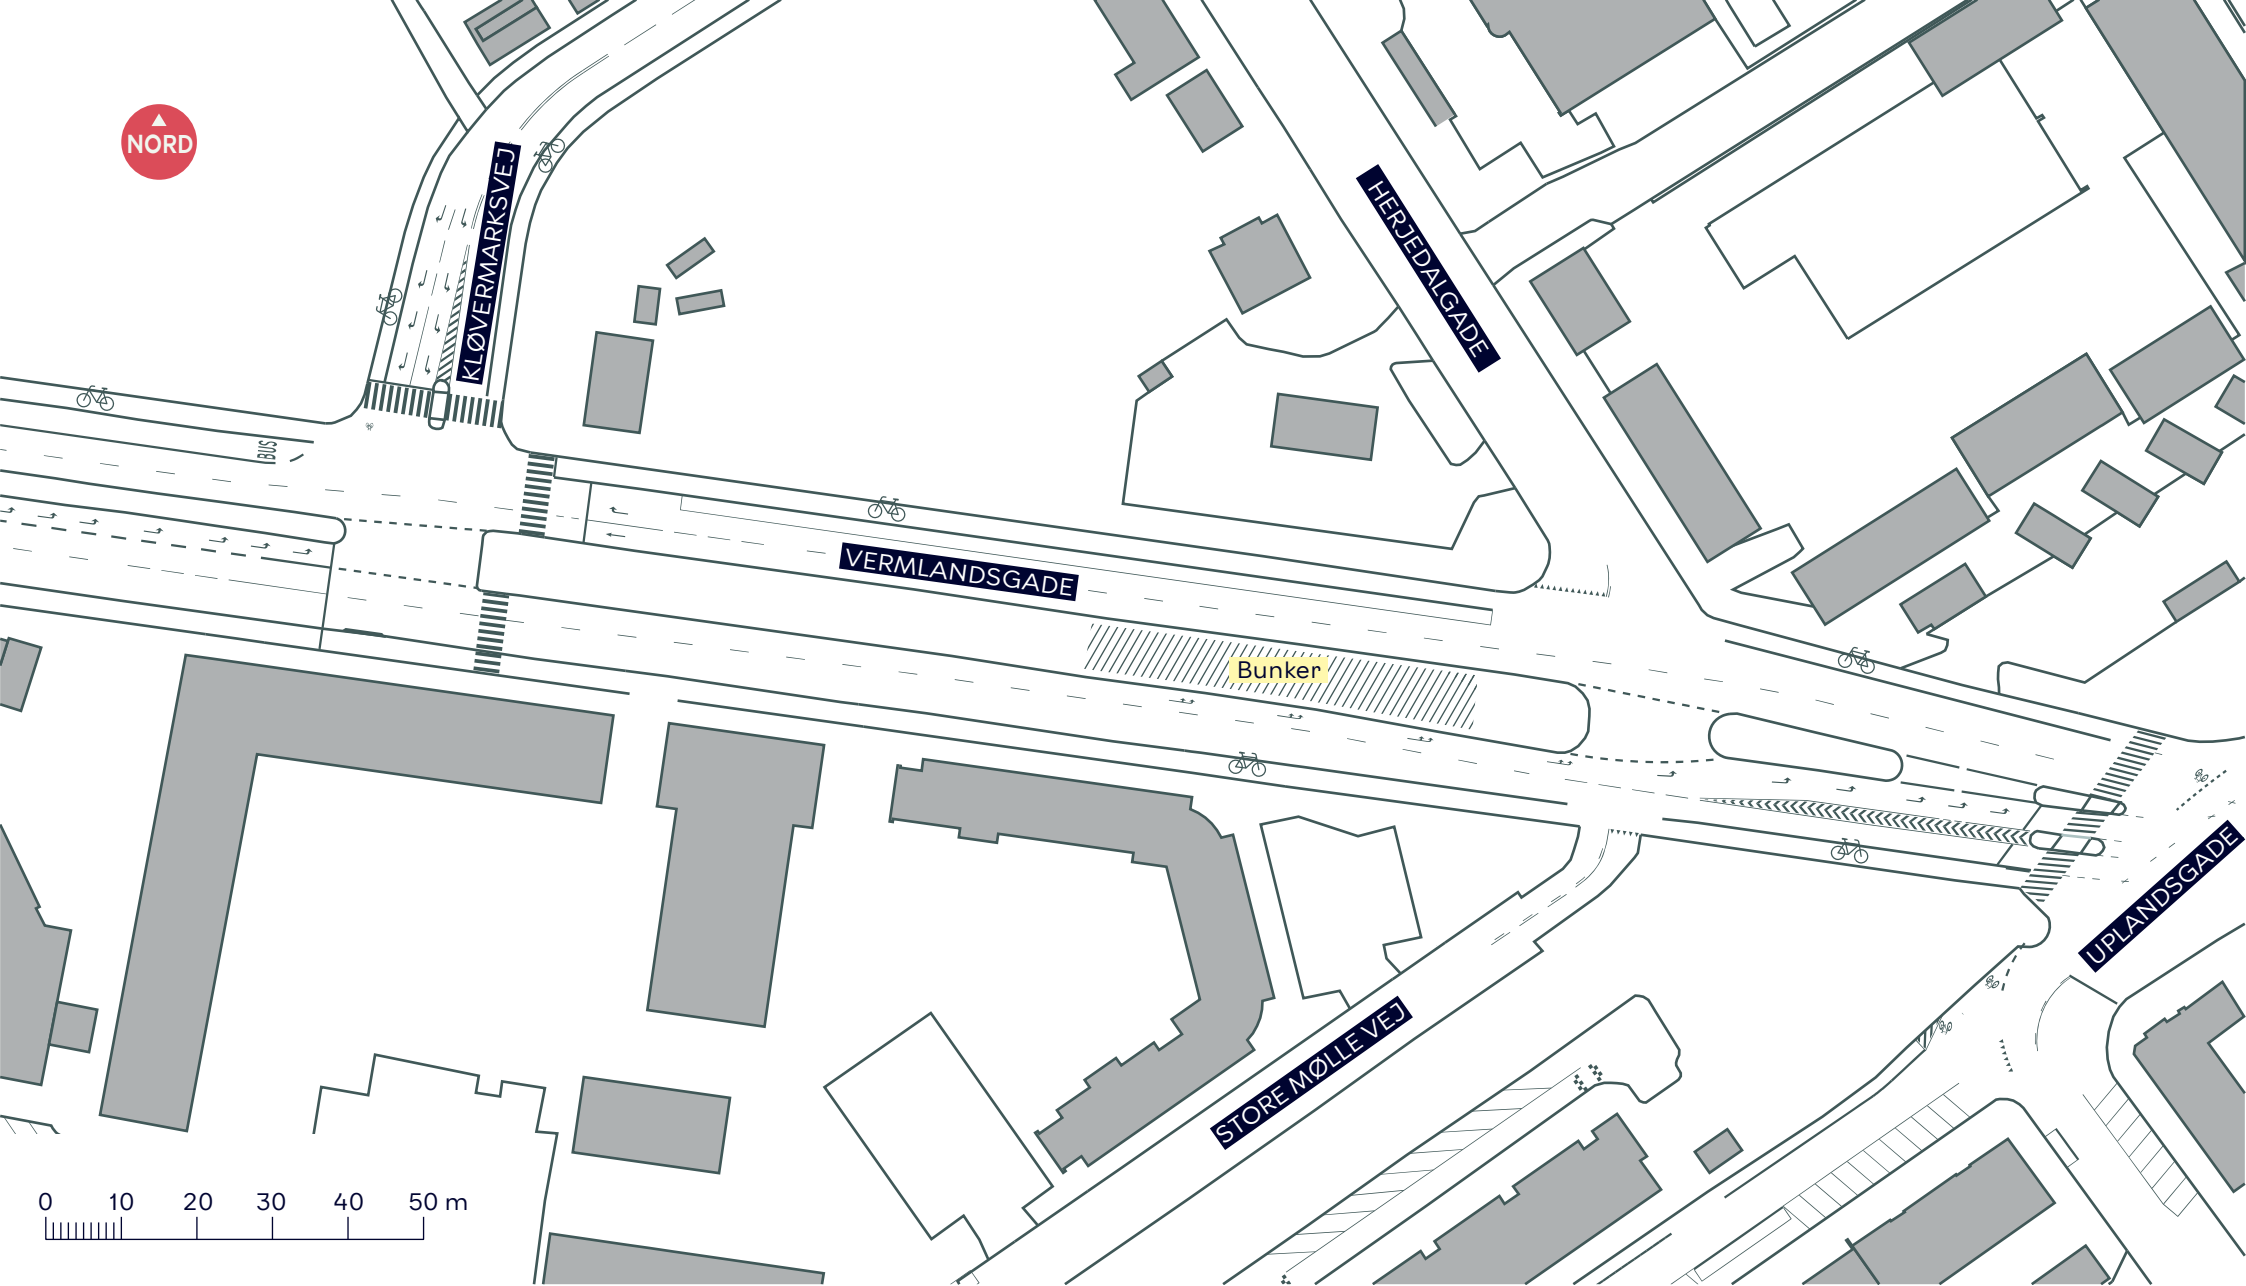 NORD
KLØVERMARKSVEJ
HERJEDALGADE
BUS
VERMLANDSGADE
Bunker
UPLANDSGADE
STORE MØLLE VEJ
0 10 20 30 40 50 m